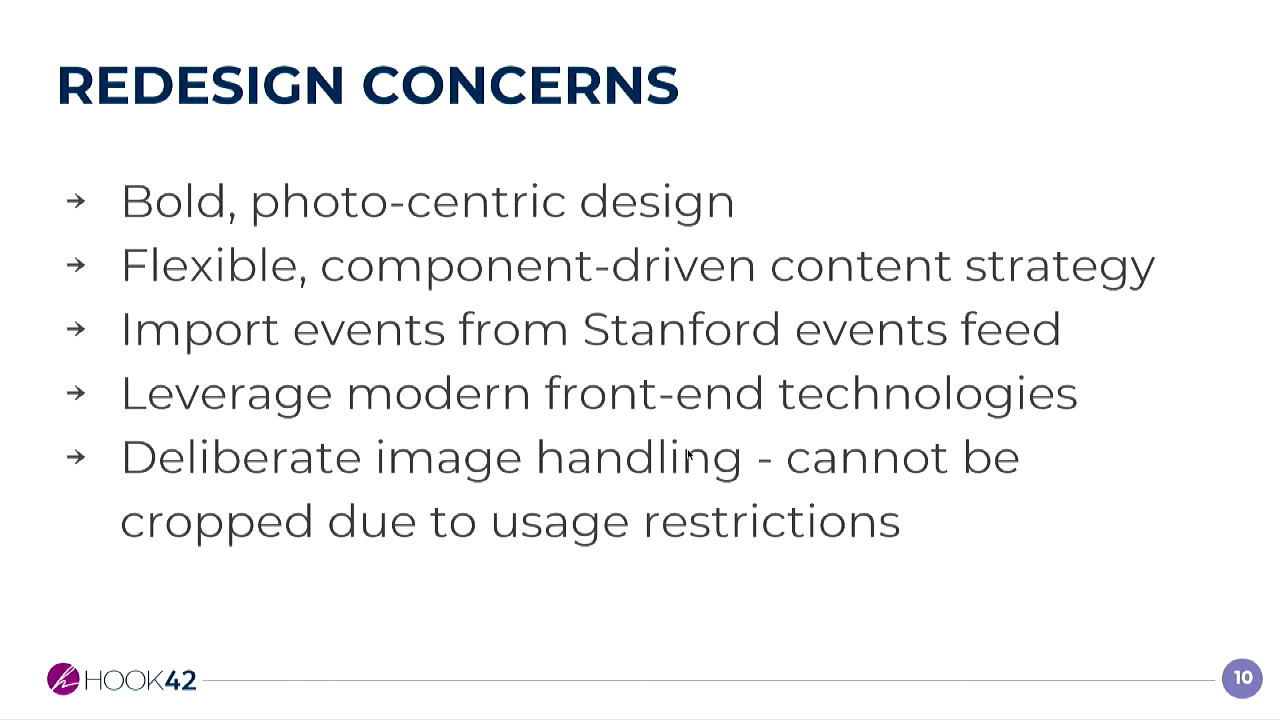 REDESIGN CONCERNS
→ Bold, photo-centric design
→ Flexible, component-driven content strategy
→ Import events from Stanford events feed
→ Leverage modern front-end technologies
→ Deliberate image handling - cannot be
cropped due to usage restrictions
HOOK42
10